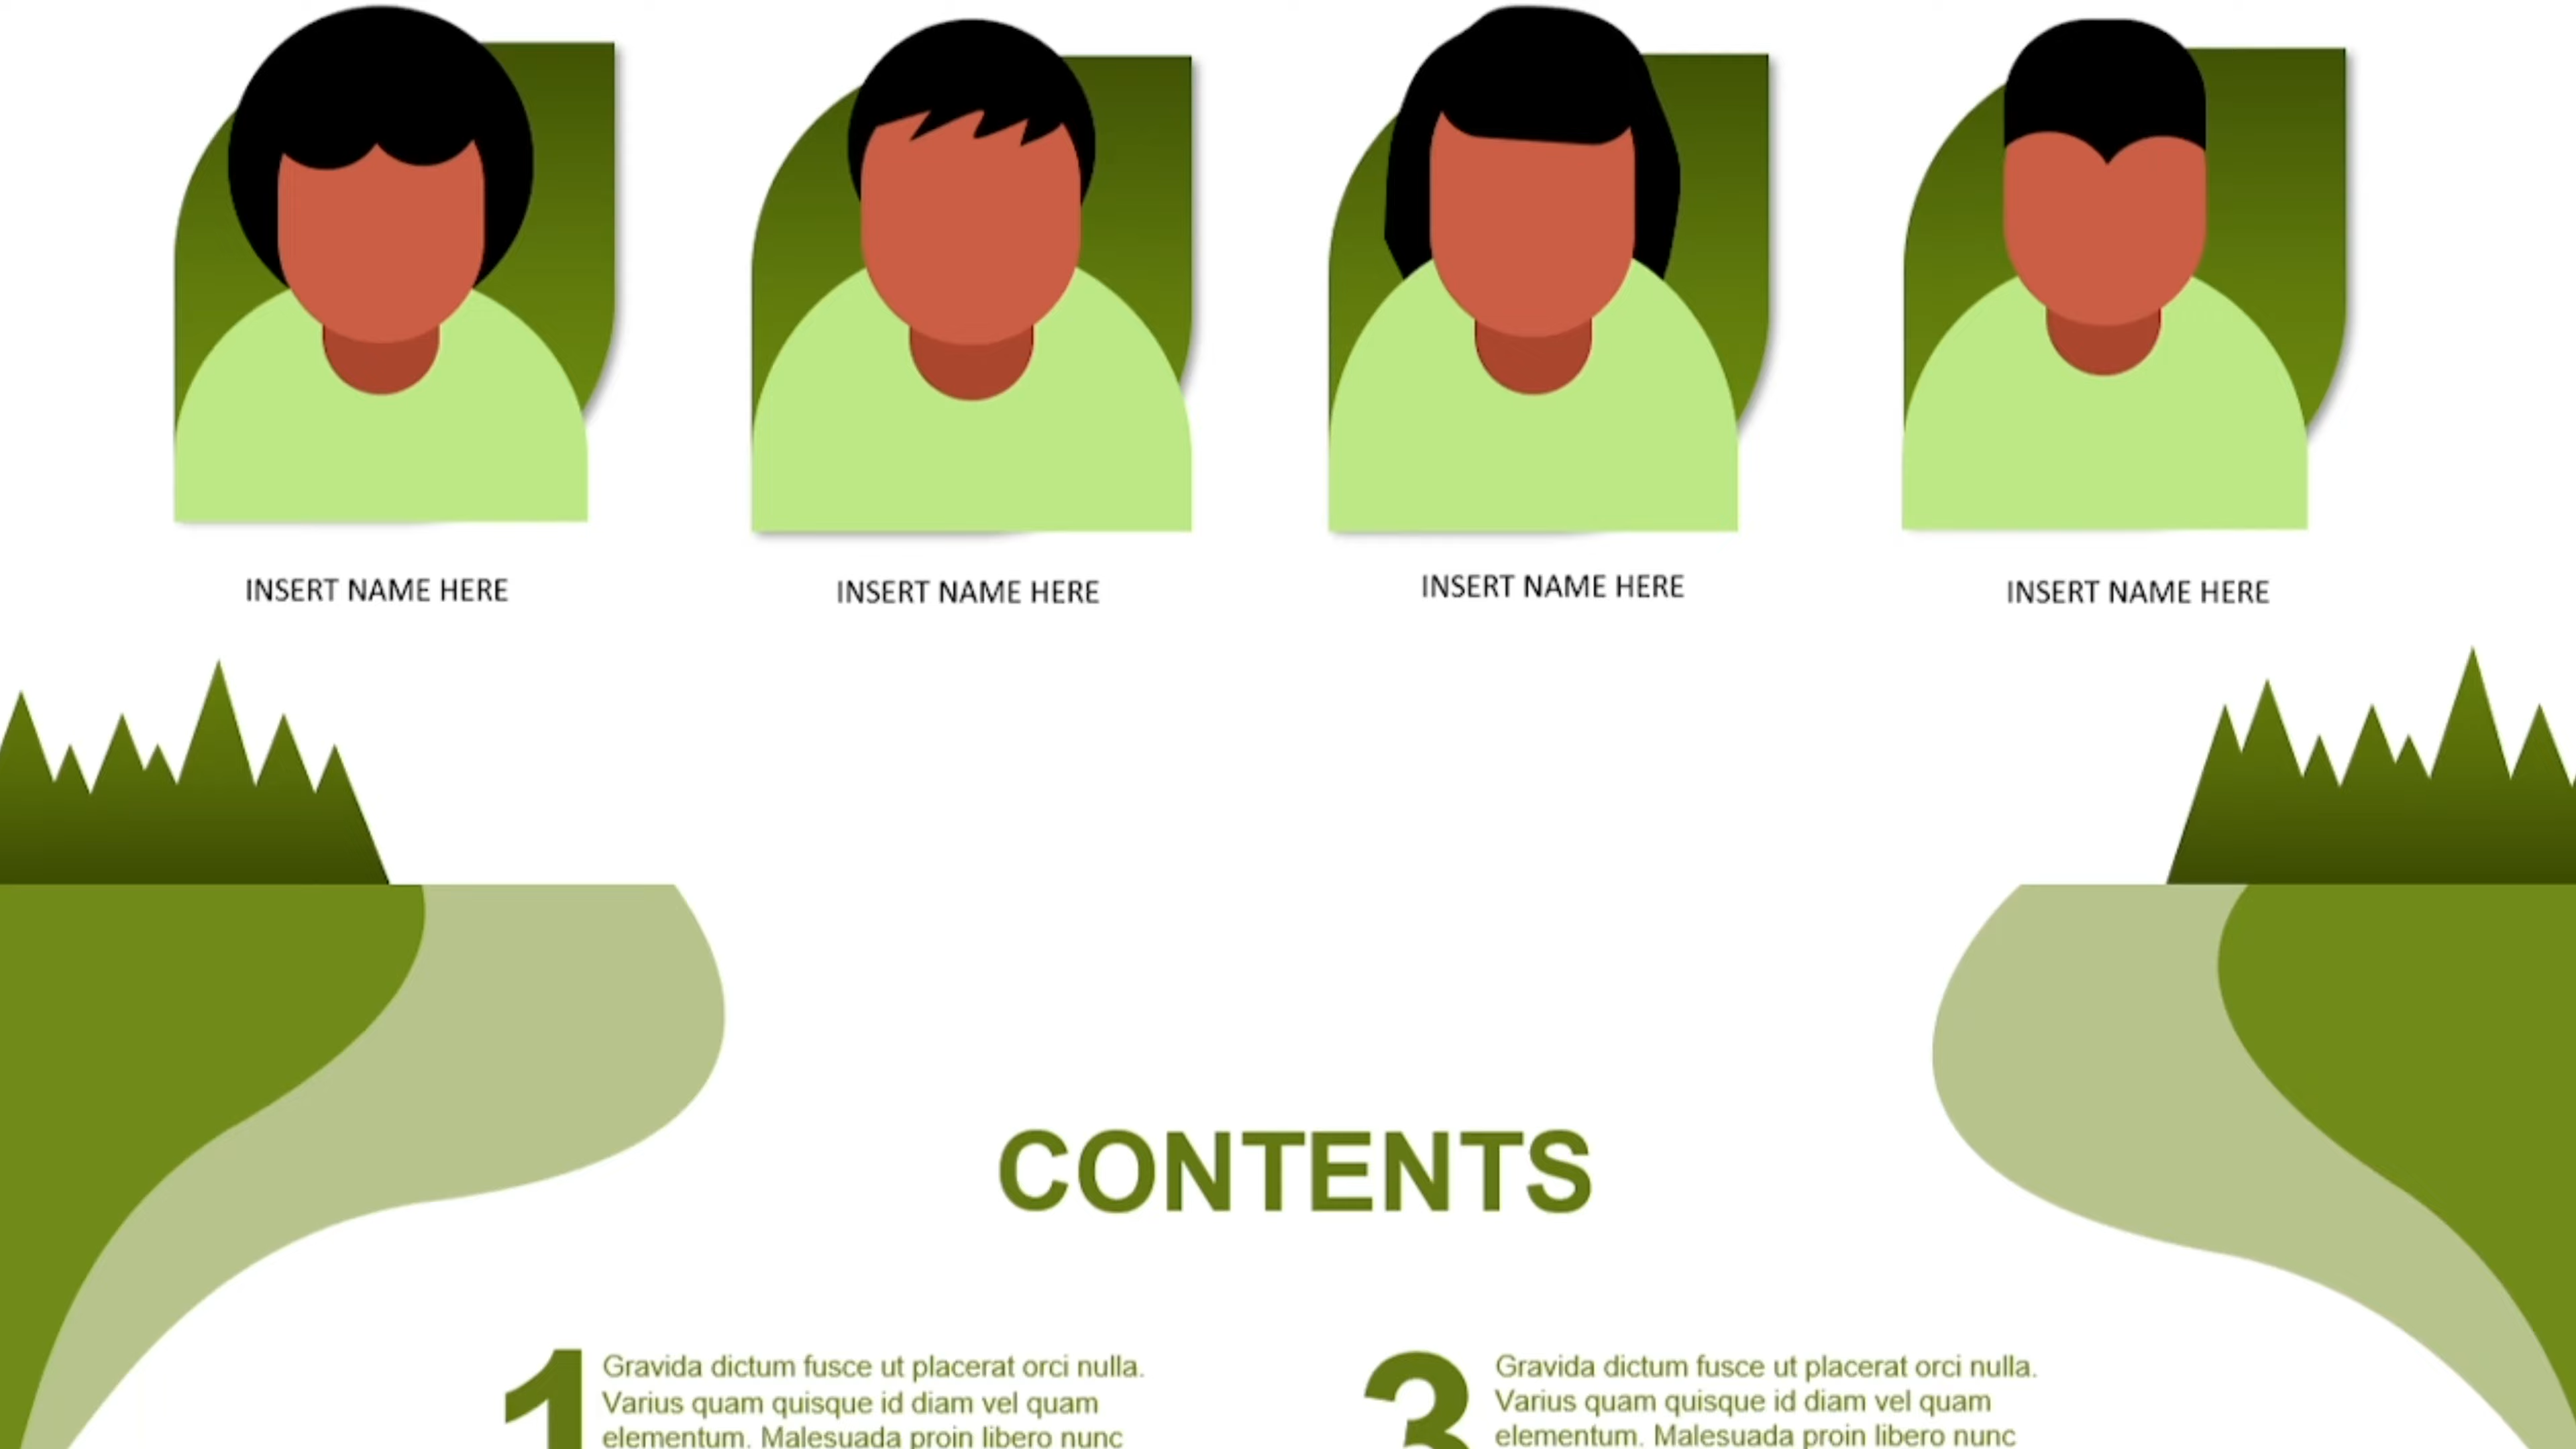 INSERT NAME HERE
INSERT NAME HERE
INSERT NAME HERE
INSERT NAME HERE
CONTENTS
1
Gravida dictum fusce ut placerat orci nulla.
Varius quam quisque id diam vel quam
elementum. Malesuada proin libero nunc
3
Gravida dictum fusce ut placerat orci nulla.
Varius quam quisque id diam vel quam
elementum. Malesuada proin libero nunc